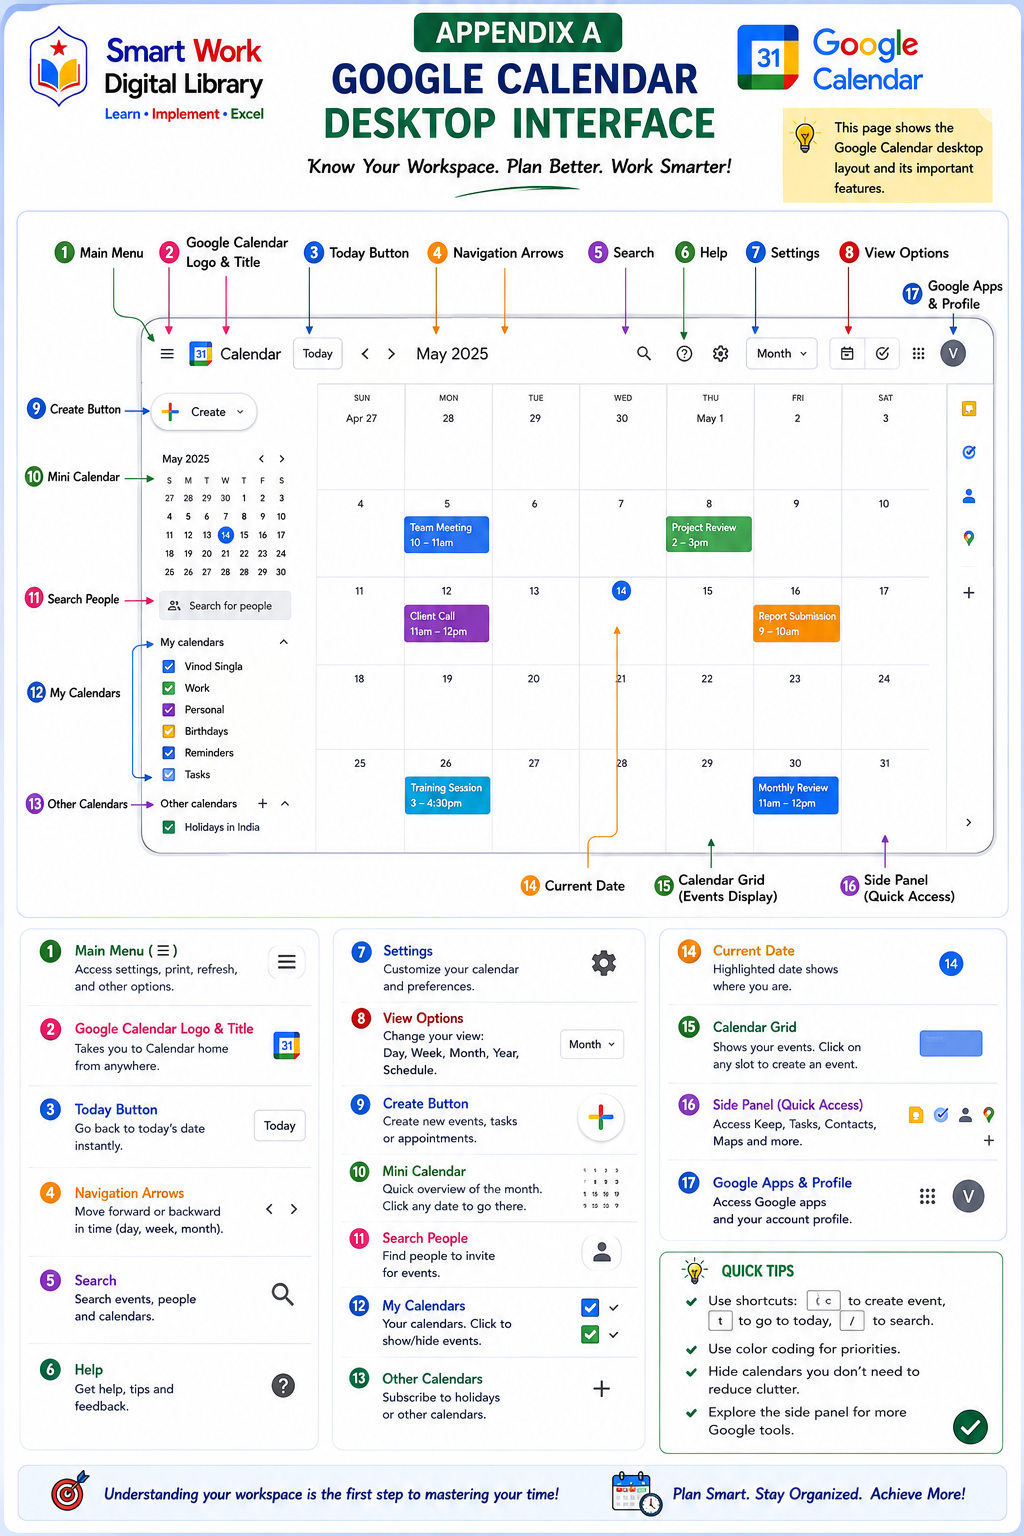 Smart Work
Digital Library
Learn • Implement • Excel
APPENDIX A
GOOGLE CALENDAR
DESKTOP INTERFACE
Know Your Workspace. Plan Better. Work Smarter!
31
Google
Calendar
This page shows the
Google Calendar desktop
layout and its important
features.
1 Main Menu
2 Google Calendar
Logo & Title
3 Today Button
4 Navigation Arrows
5 Search
6 Help
7 Settings
8 View Options
17 Google Apps
& Profile
31 Calendar
Today
May 2025
Month
V
9 Create Button
Create
10 Mini Calendar
May 2025
S M T W T F S
27 28 29 30 1 2 3
4 5 6 7 8 9 10
11 12 13 14 15 16 17
18 19 20 21 22 23 24
25 26 27 28 28 29 30
11 Search People
Search for people
12 My Calendars
My calendars
Vinod Singla
Work
Personal
Birthdays
Reminders
Tasks
13 Other Calendars
Other calendars +
Holidays in India
SUN MON TUE WED THU FRI SAT
Apr 27 28 29 30 May 1 2 3
4 5 6 7 8 9 10
Team Meeting
10 – 11am
Project Review
2 – 3pm
11 12 13 14 15 16 17
Client Call
11am – 12pm
Report Submission
9 – 10am
18 19 20 21 22 23 24
25 26 27 28 29 30 31
Training Session
3 – 4:30pm
Monthly Review
11am – 12pm
14 Current Date
15 Calendar Grid
(Events Display)
16 Side Panel
(Quick Access)
1 Main Menu ( ☰ )
Access settings, print, refresh,
and other options.
2 Google Calendar Logo & Title
Takes you to Calendar home
from anywhere.
31
3 Today Button
Go back to today's date
instantly.
Today
4 Navigation Arrows
Move forward or backward
in time (day, week, month).
5 Search
Search events, people
and calendars.
6 Help
Get help, tips and
feedback.
7 Settings
Customize your calendar
and preferences.
8 View Options
Change your view:
Day, Week, Month, Year,
Schedule.
Month
9 Create Button
Create new events, tasks
or appointments.
10 Mini Calendar
Quick overview of the month.
Click any date to go there.
11 Search People
Find people to invite
for events.
12 My Calendars
Your calendars. Click to
show/hide events.
13 Other Calendars
Subscribe to holidays
or other calendars.
14 Current Date
Highlighted date shows
where you are.
14
15 Calendar Grid
Shows your events. Click on
any slot to create an event.
16 Side Panel (Quick Access)
Access Keep, Tasks, Contacts,
Maps and more.
17 Google Apps & Profile
Access Google apps
and your account profile.
V
QUICK TIPS
Use shortcuts: c to create event,
t to go to today, / to search.
Use color coding for priorities.
Hide calendars you don't need to
reduce clutter.
Explore the side panel for more
Google tools.
Understanding your workspace is the first step to mastering your time!
Plan Smart. Stay Organized. Achieve More!